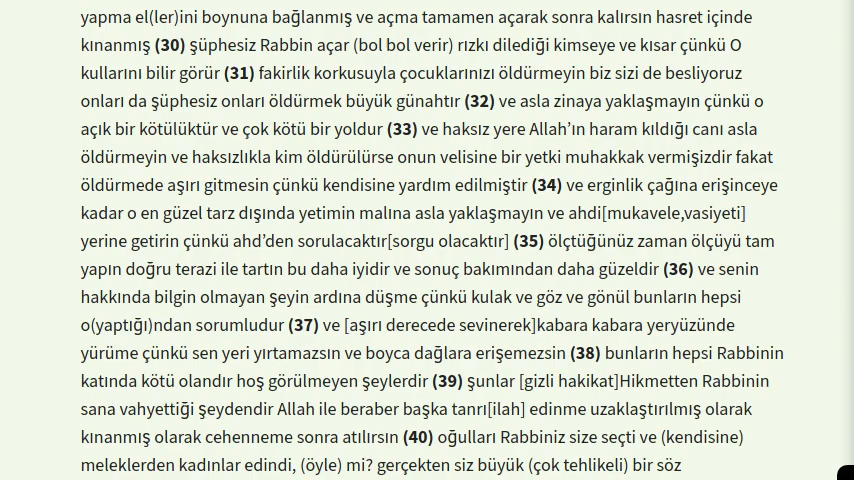 yapma el(ler)ini boynuna bağlanmış ve açma tamamen açarak sonra kalırsın hasret içinde
kınanmış (30) şüphesiz Rabbin açar (bol bol verir) rızkı dilediği kimseye ve kısar çünkü O
kullarını bilir görür (31) fakirlik korkusuyla çocuklarınızı öldürmeyin biz sizi de besliyoruz
onları da şüphesiz onları öldürmek büyük günahtır (32) ve asla zinaya yaklaşmayın çünkü o
açık bir kötülüktür ve çok kötü bir yoldur (33) ve haksız yere Allah’ın haram kıldığı canı asla
öldürmeyin ve haksızlıkla kim öldürülürse onun velisine bir yetki muhakkak vermişizdir fakat
öldürmede aşırı gitmesin çünkü kendisine yardım edilmiştir (34) ve erginlik çağına erişinceye
kadar o en güzel tarz dışında yetimin malına asla yaklaşmayın ve ahdi[mukavele,vasiyeti]
yerine getirin çünkü ahd’den sorulacaktır[sorgu olacaktır] (35) ölçtüğünüz zaman ölçüyü tam
yapın doğru terazi ile tartın bu daha iyidir ve sonuç bakımından daha güzeldir (36) ve senin
hakkında bilgin olmayan şeyin ardına düşme çünkü kulak ve göz ve gönül bunların hepsi
o(yaptığı)ndan sorumludur (37) ve [aşırı derecede sevinerek]kabara kabara yeryüzünde
yürüme çünkü sen yeri yırtamazsın ve boyca dağlara erişemezsin (38) bunların hepsi Rabbinin
katında kötü olandır hoş görülmeyen şeylerdir (39) şunlar [gizli hakikat]Hikmetten Rabbinin
sana vahyettiği şeydendir Allah ile beraber başka tanrı[ilah] edinme uzaklaştırılmış olarak
kınanmış olarak cehenneme sonra atılırsın (40) oğulları Rabbiniz size seçti ve (kendisine)
meleklerden kadınlar edindi, (öyle) mi? gerçekten siz büyük (çok tehlikeli) bir söz